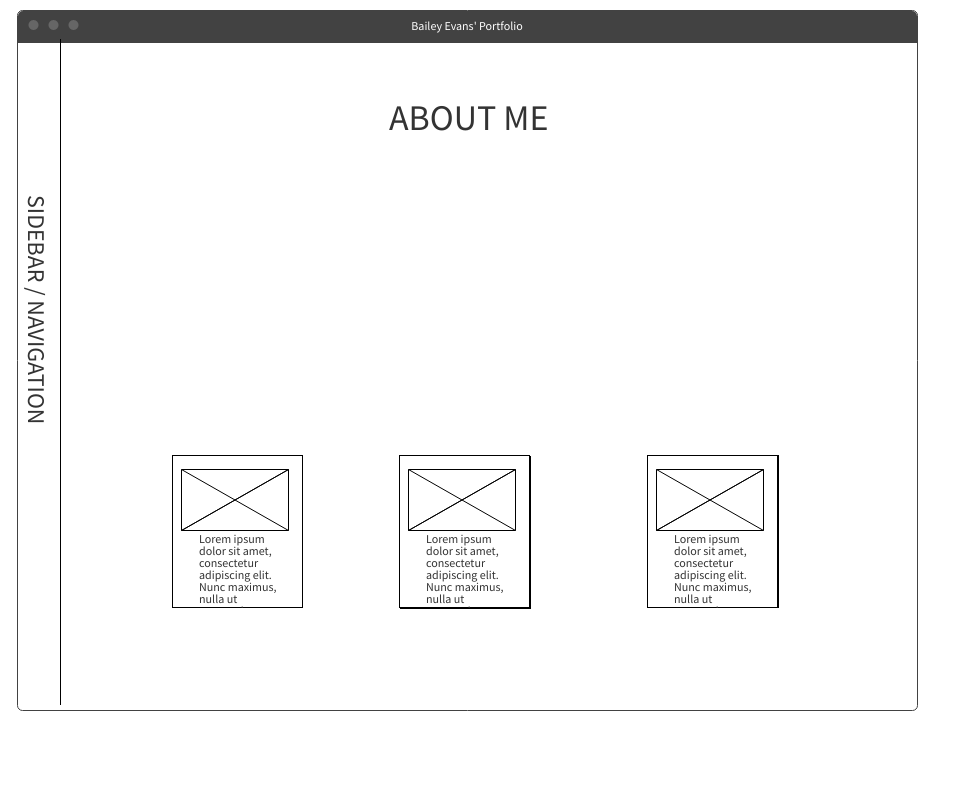 Bailey Evans' Portfolio
ABOUT ME
SIDEBAR / NAVIGATION
Lorem ipsum
dolor sit amet,
consectetur
adipiscing elit.
Nunc maximus,
nulla ut
Lorem ipsum
dolor sit amet,
consectetur
adipiscing elit.
Nunc maximus,
nulla ut
Lorem ipsum
dolor sit amet,
consectetur
adipiscing elit.
Nunc maximus,
nulla ut